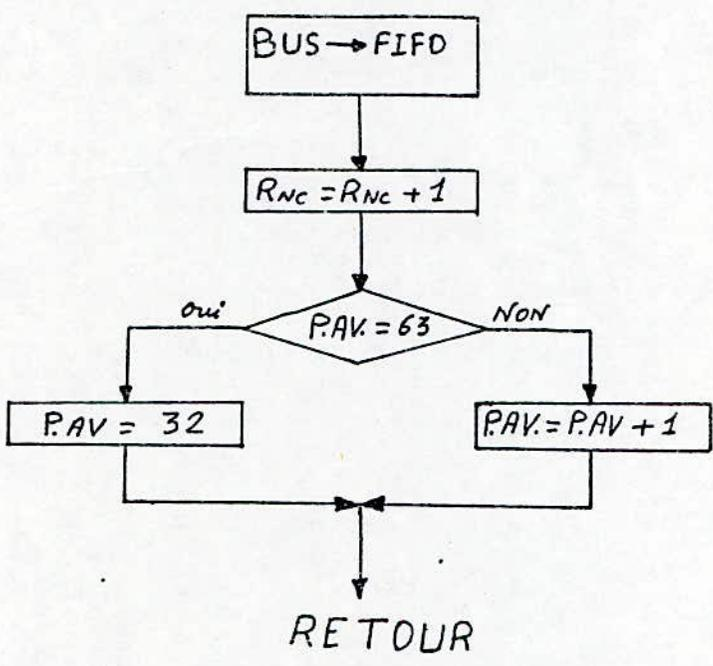 BUS → FIFO
RNC = RNC + 1
P.AV. = 63
oui
NON
P.AV = 32
P.AV. = P.AV + 1
RETOUR